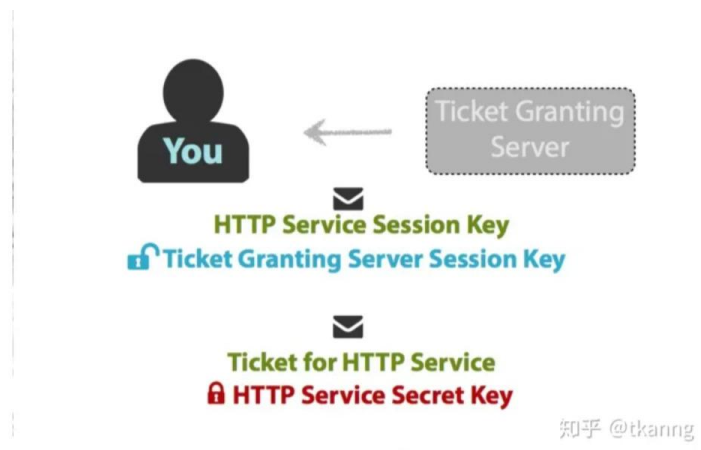 Ticket Granting
Server
You
HTTP Service Session Key
Ticket Granting Server Session Key
Ticket for HTTP Service
HTTP Service Secret Key
知乎 @tkanng